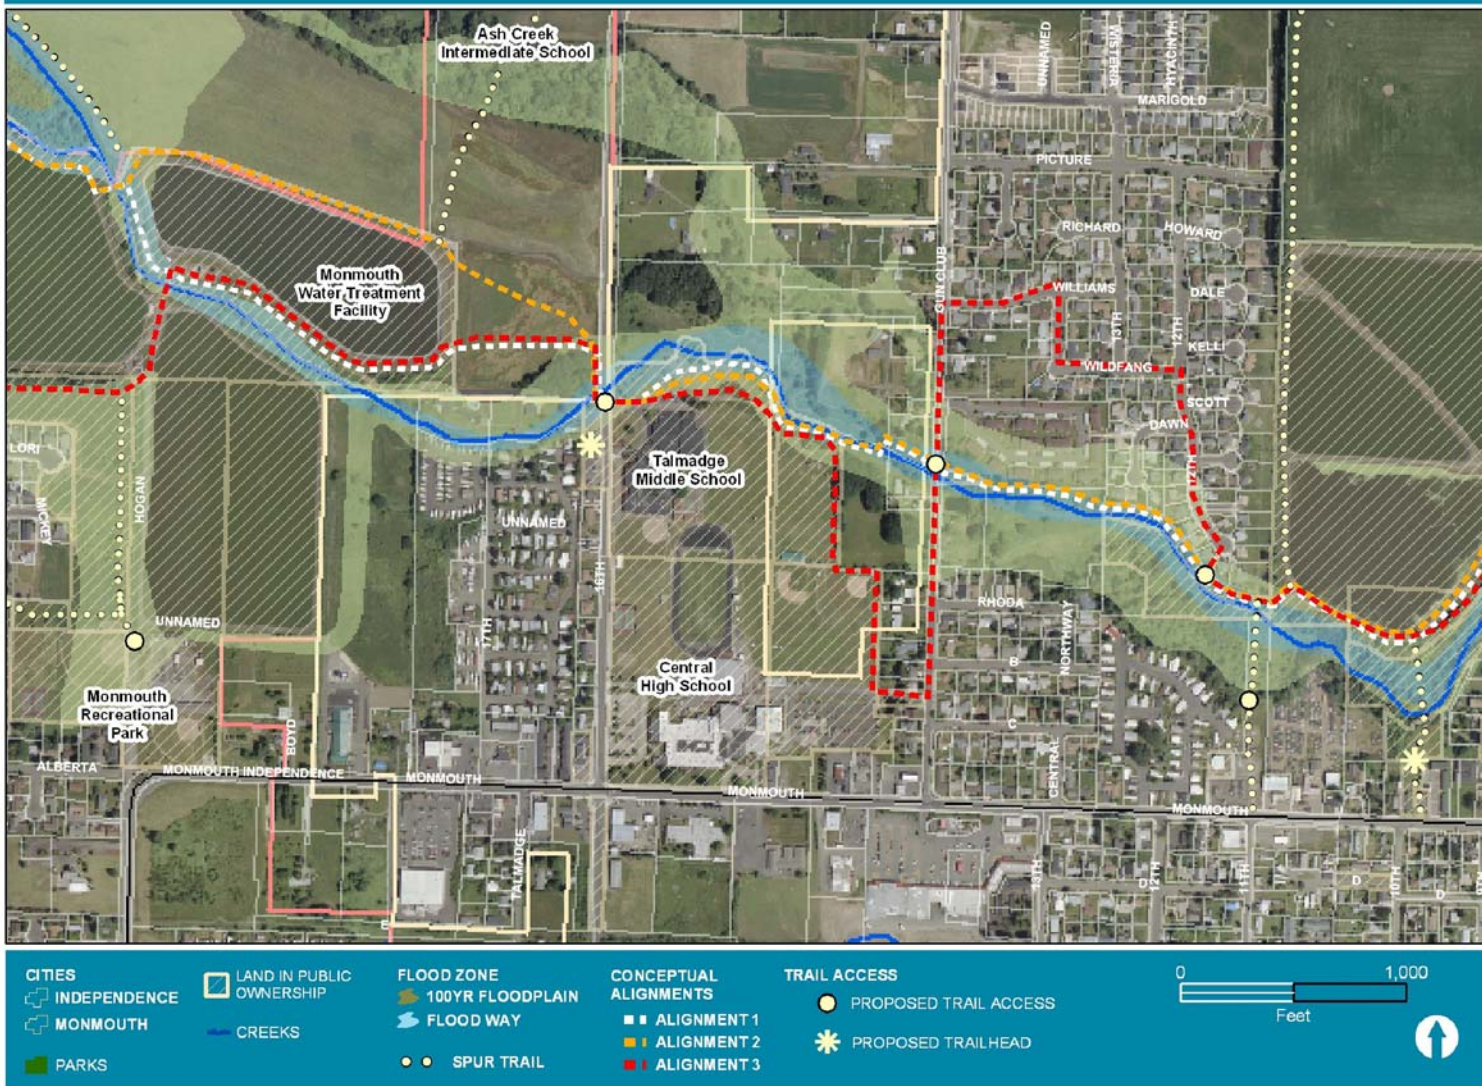 Ash Creek
Intermediate School
UNNAMED
WISTERIA
HYACINTH
MARIGOLD
PICTURE
RICHARD
HOWARD
Monmouth
Water Treatment
Facility
GUN CLUB
WILLIAMS
DALE
13TH
12TH
KELLI
WILDFANG
SCOTT
DAWN
LORI
MICKEY
HOGAN
Talmadge
Middle School
12TH
UNNAMED
16TH
17TH
UNNAMED
RHODA
NORTHWAY
B
Central
High School
C
Monmouth
Recreational
Park
BOYD
ALBERTA
MONMOUTH INDEPENDENCE
MONMOUTH
MONMOUTH
CENTRAL
MONMOUTH
TALMADGE
13TH
D
12TH
11TH
D
10TH
D
E
CITIES
INDEPENDENCE
MONMOUTH
PARKS
LAND IN PUBLIC
OWNERSHIP
CREEKS
FLOOD ZONE
100YR FLOODPLAIN
FLOOD WAY
SPUR TRAIL
CONCEPTUAL
ALIGNMENTS
ALIGNMENT 1
ALIGNMENT 2
ALIGNMENT 3
TRAIL ACCESS
PROPOSED TRAIL ACCESS
PROPOSED TRAILHEAD
0 1,000
Feet